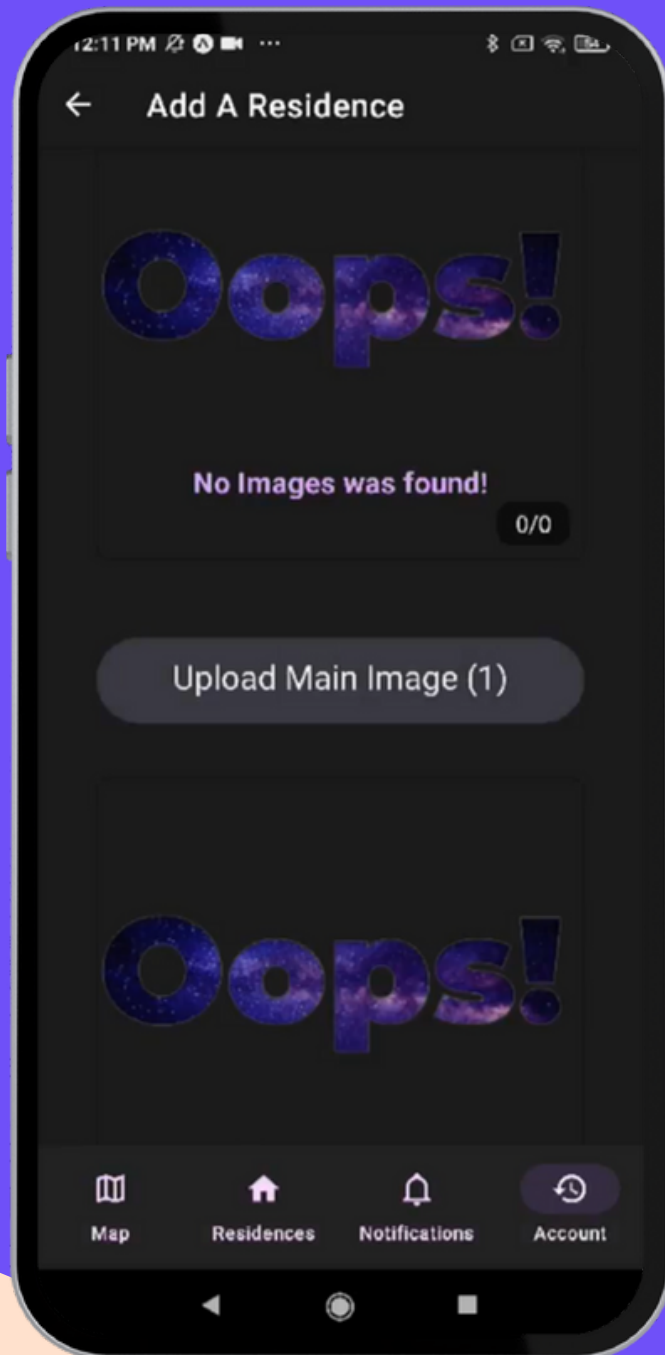 12:11 PM
54
Add A Residence
Oops!
No Images was found!
0/0
Upload Main Image (1)
Oops!
Map Residences Notifications Account